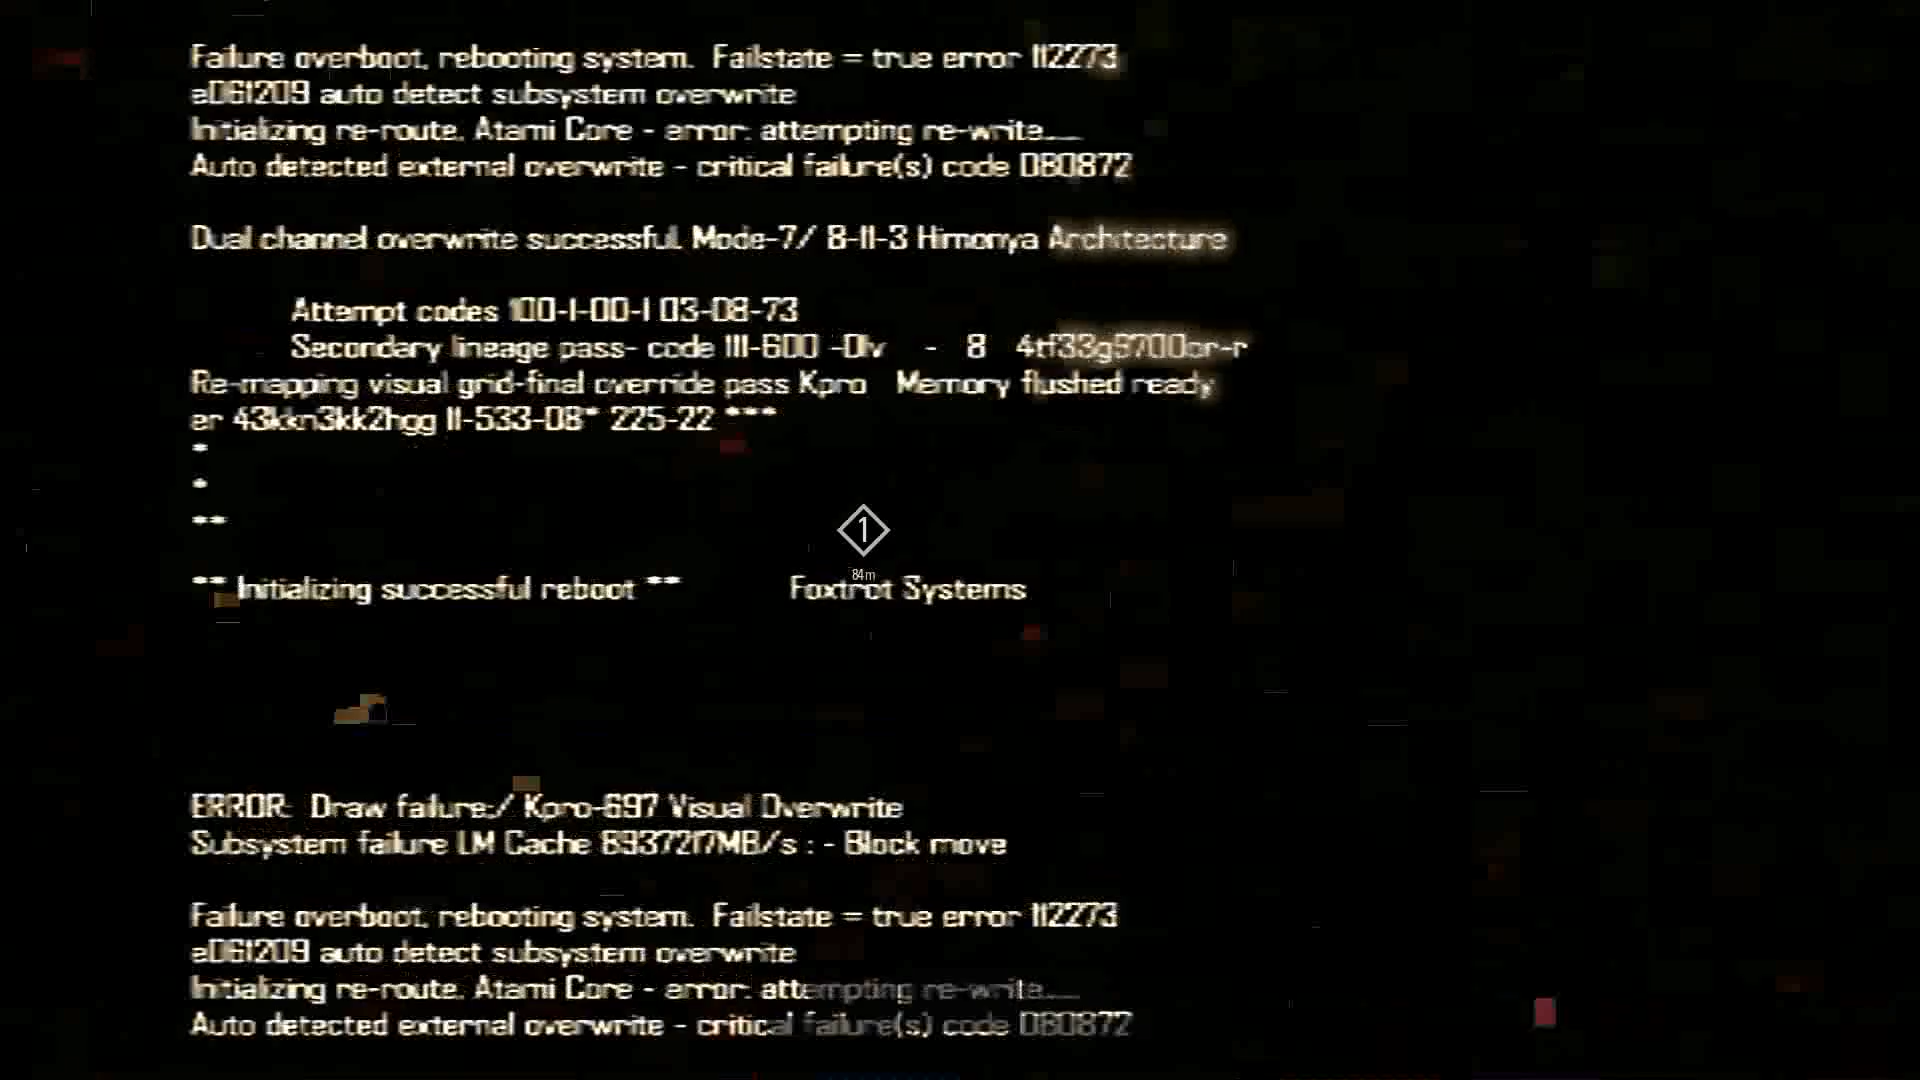 Failure overboot, rebooting system. Failstate = true error 112273
eD61209 auto detect subsystem overwrite
Initializing re-route. Atami Core - error: attempting re-write......
Auto detected external overwrite - critical failure(s) code D80872
Dual channel overwrite successful. Mode-7/ 8-11-3 Himonya Architecture
Attempt codes 100-1-00-1 03-08-73
Secondary lineage pass- code 111-600 -01v - 8 4tf33g9700or-r
Re-mapping visual grid-final override pass Kpro Memory flushed ready
er 43kkn3kk2hgg 11-533-08* 225-22 ***
*
*
**
1
84m
** Initializing successful reboot ** Foxtrot Systems
ERROR: Draw failure:/ Kpro-697 Visual Overwrite
Subsystem failure LM Cache 8937217MB/s : - Block move
Failure overboot, rebooting system. Failstate = true error 112273
eD61209 auto detect subsystem overwrite
Initializing re-route. Atami Core - error: attempting re-write......
Auto detected external overwrite - critical failure(s) code D80872